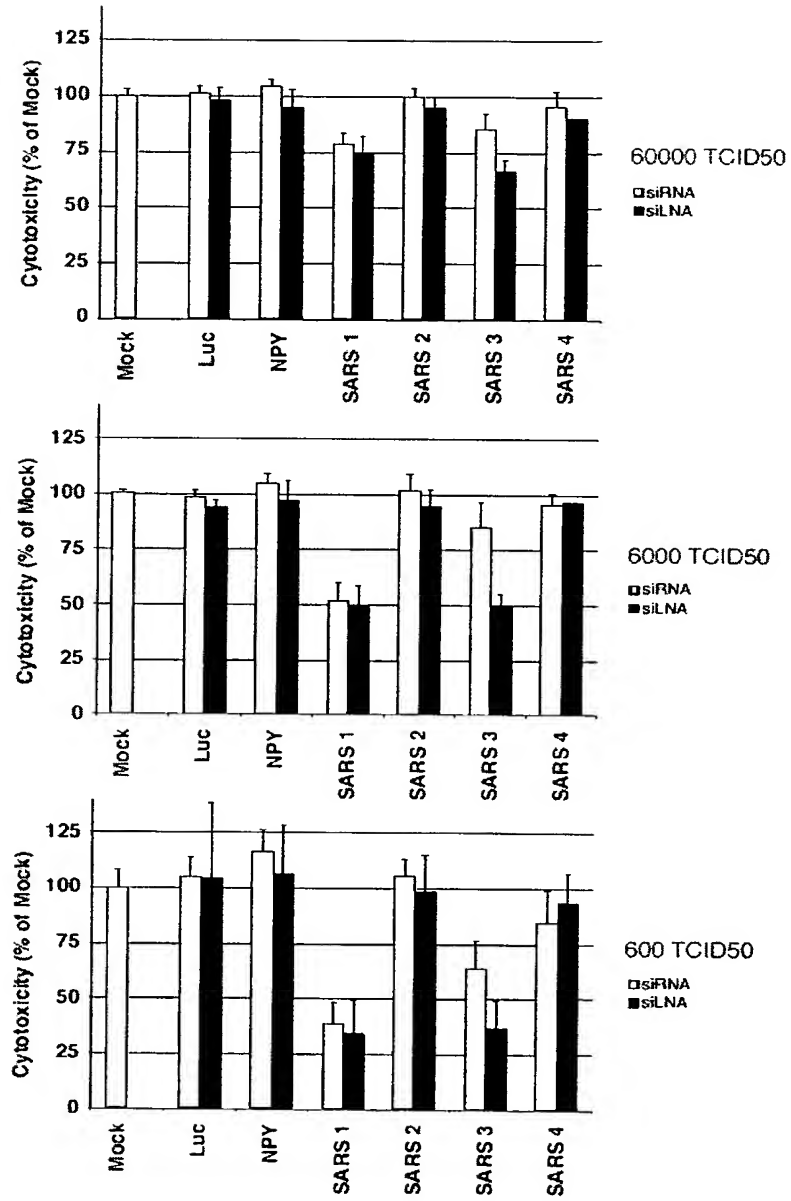 Cytotoxicity (% of Mock)
125
100
75
50
25
0
Mock
Luc
NPY
SARS 1
SARS 2
SARS 3
SARS 4
60000 TCID50
siRNA
siLNA
Cytotoxicity (% of Mock)
125
100
75
50
25
0
Mock
Luc
NPY
SARS 1
SARS 2
SARS 3
SARS 4
6000 TCID50
siRNA
siLNA
Cytotoxicity (% of Mock)
125
100
75
50
25
0
Mock
Luc
NPY
SARS 1
SARS 2
SARS 3
SARS 4
600 TCID50
siRNA
siLNA